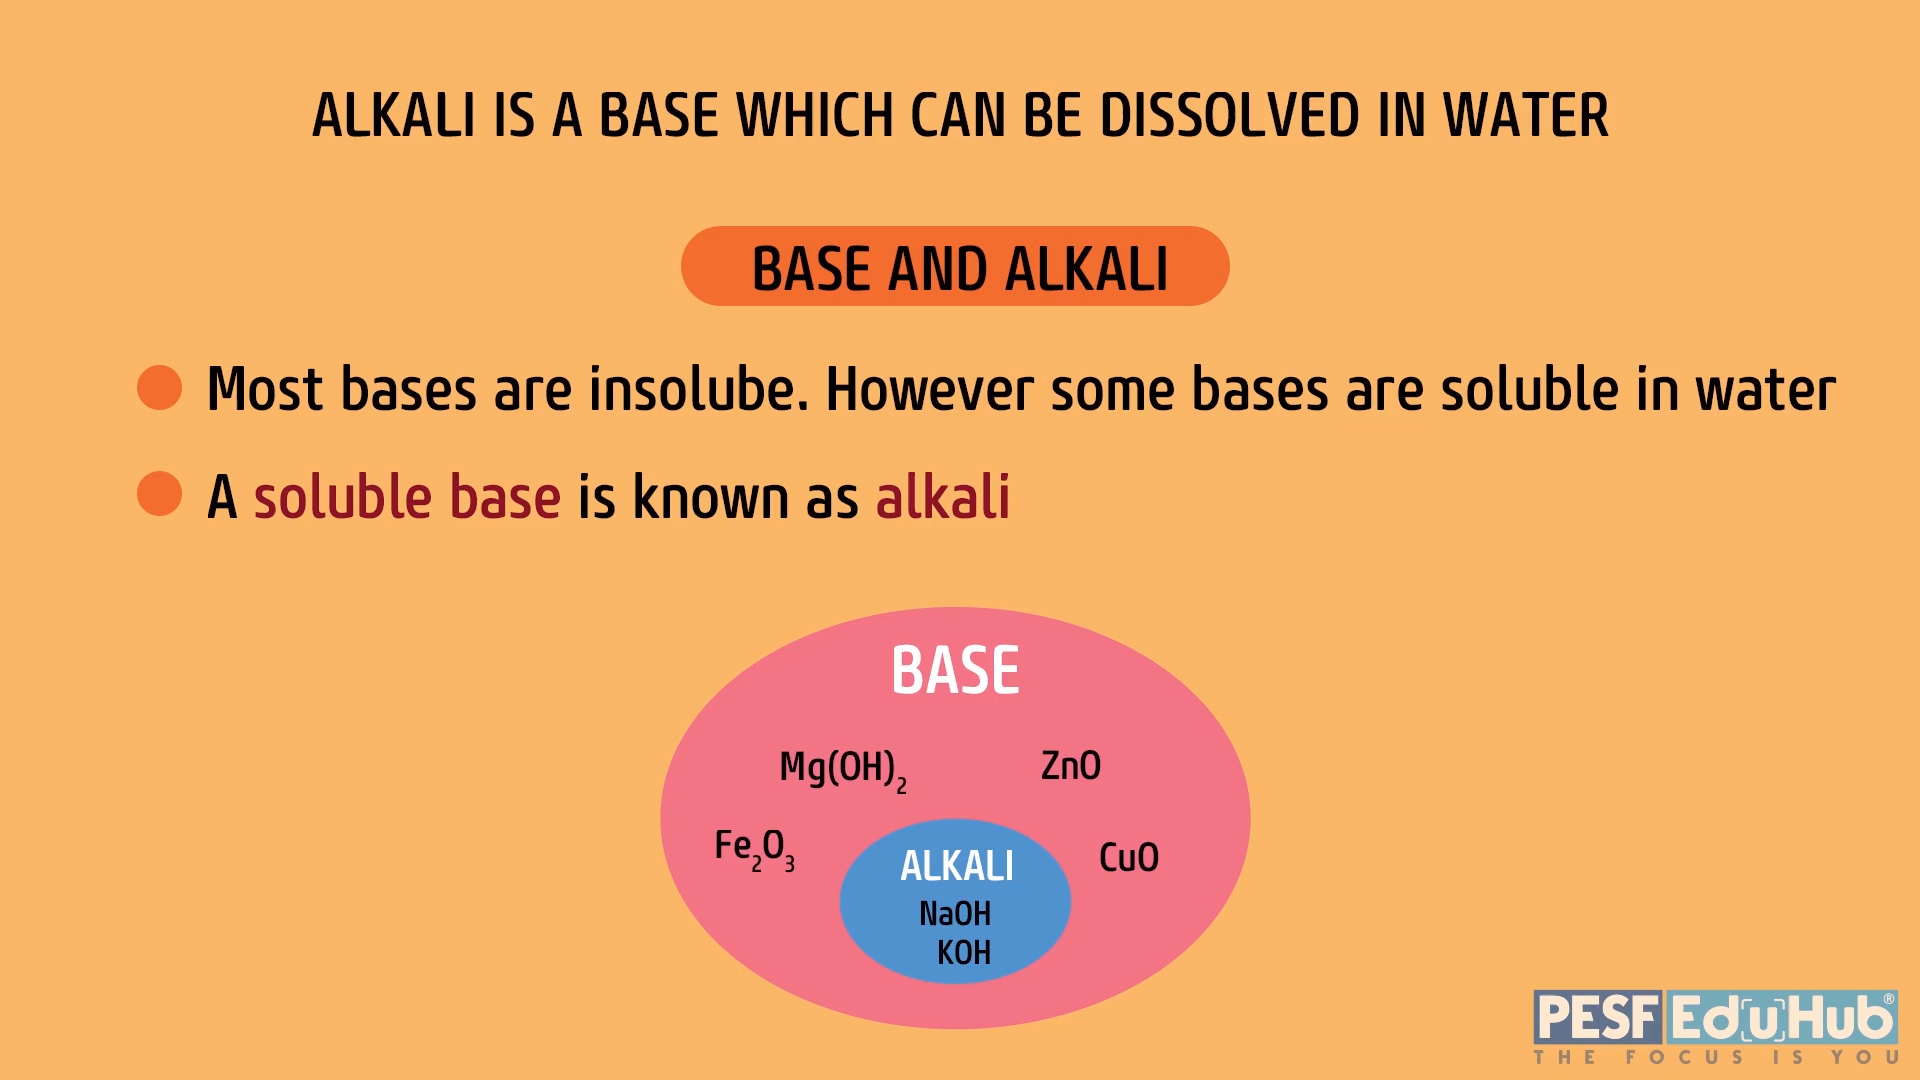 ALKALI IS A BASE WHICH CAN BE DISSOLVED IN WATER
BASE AND ALKALI
Most bases are insolube. However some bases are soluble in water
A soluble base is known as alkali
BASE
Mg(OH)₂
ZnO
Fe₂O₃
CuO
ALKALI
NaOH
KOH
PESF EduHub®
THE FOCUS IS YOU